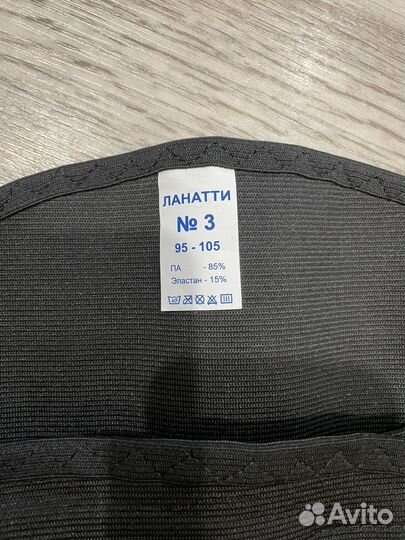 ЛАНАТТИ
№ 3
95 - 105
ПА - 85%
Эластан - 15%
Avito